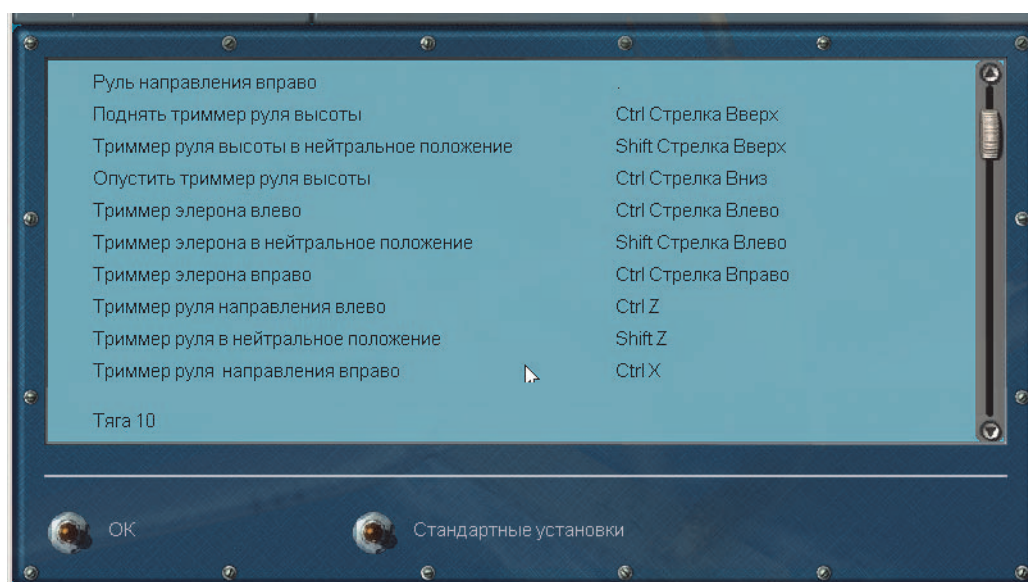 Руль направления вправо .
Поднять триммер руля высоты Ctrl Стрелка Вверх
Триммер руля высоты в нейтральное положение Shift Стрелка Вверх
Опустить триммер руля высоты Ctrl Стрелка Вниз
Триммер элерона влево Ctrl Стрелка Влево
Триммер элерона в нейтральное положение Shift Стрелка Влево
Триммер элерона вправо Ctrl Стрелка Вправо
Триммер руля направления влево Ctrl Z
Триммер руля в нейтральное положение Shift Z
Триммер руля направления вправо Ctrl X
Тяга 10
ОК Стандартные установки